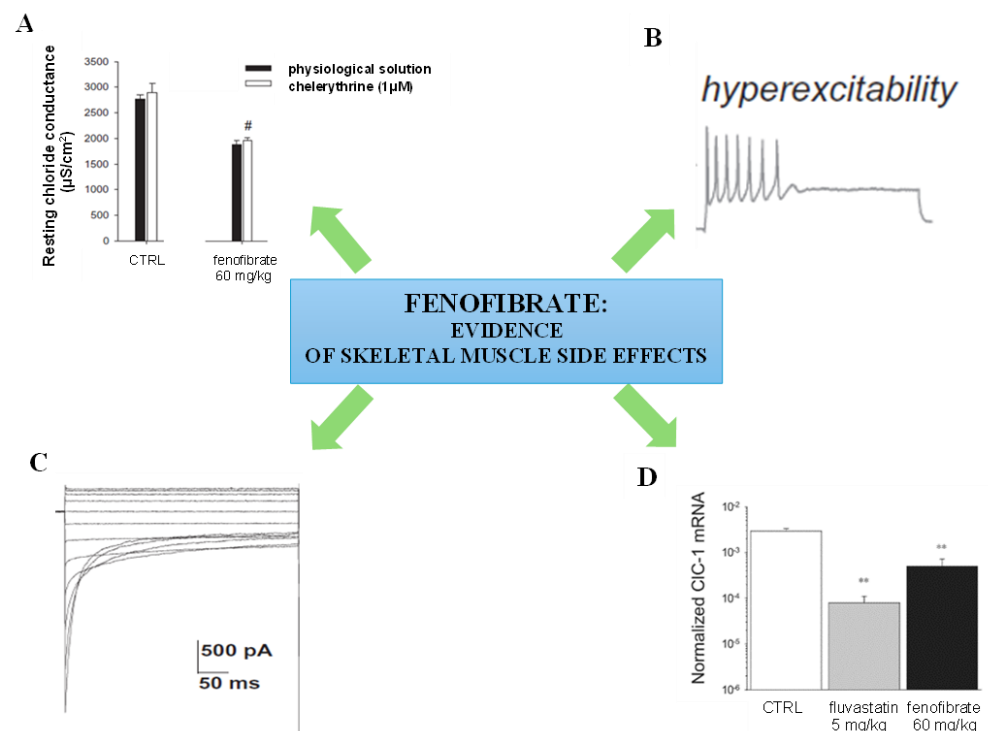 A
Resting chloride conductance
(µS/cm²)
3500
3000
2500
2000
1500
1000
500
0
physiological solution
chelerythrine (1µM)
#
CTRL
fenofibrate
60 mg/kg
B
hyperexcitability
FENOFIBRATE:
EVIDENCE
OF SKELETAL MUSCLE SIDE EFFECTS
C
500 pA
50 ms
D
Normalized ClC-1 mRNA
10⁻²
10⁻³
10⁻⁴
10⁻⁵
10⁻⁶
**
**
CTRL
fluvastatin
5 mg/kg
fenofibrate
60 mg/kg